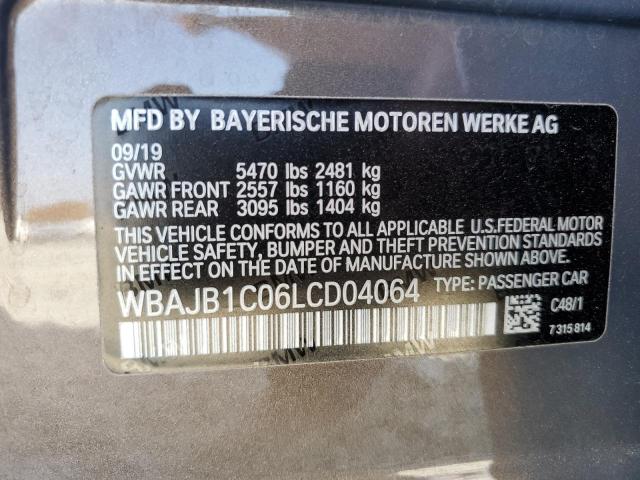 MFD BY BAYERISCHE MOTOREN WERKE AG
09/19
GVWR 5470 lbs 2481 kg
GAWR FRONT 2557 lbs 1160 kg
GAWR REAR 3095 lbs 1404 kg
THIS VEHICLE CONFORMS TO ALL APPLICABLE U.S.FEDERAL MOTOR
VEHICLE SAFETY, BUMPER AND THEFT PREVENTION STANDARDS
IN EFFECT ON THE DATE OF MANUFACTURE SHOWN ABOVE.
WBAJB1C06LCD04064 TYPE: PASSENGER CAR
C48/1
7 315 814